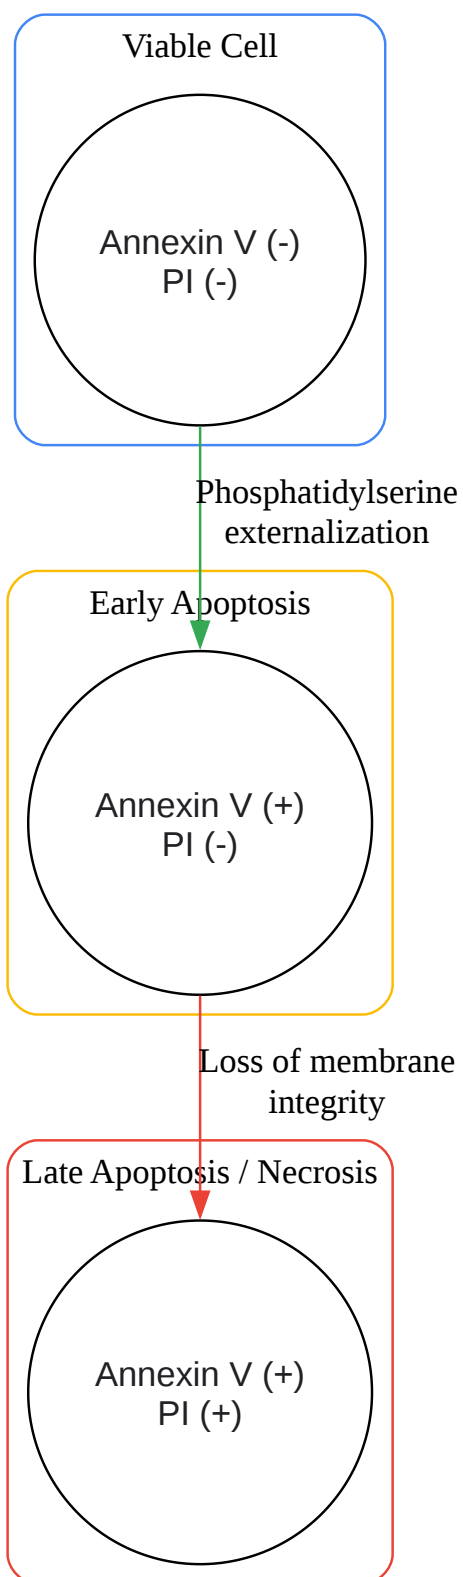 Viable Cell
Annexin V (-)
PI (-)
Phosphatidylserine
externalization
Early Apoptosis
Annexin V (+)
PI (-)
Loss of membrane
integrity
Late Apoptosis / Necrosis
Annexin V (+)
PI (+)